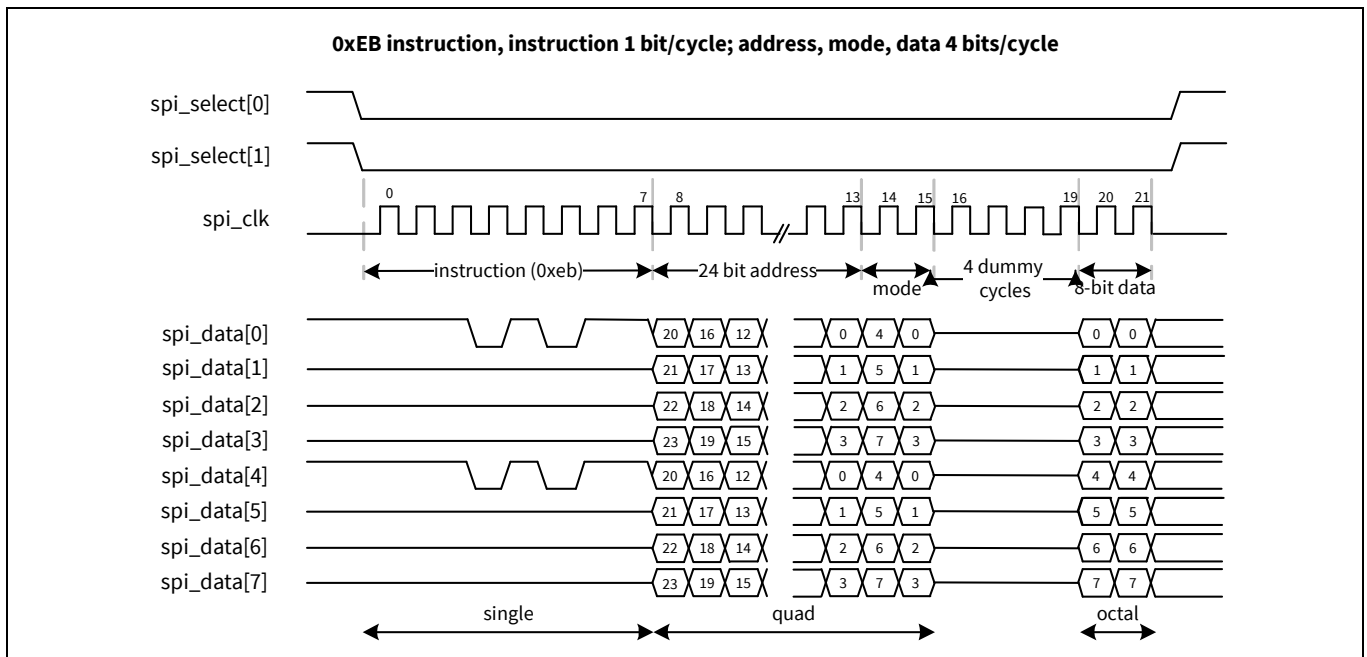 0xEB instruction, instruction 1 bit/cycle; address, mode, data 4 bits/cycle
spi_select[0]
spi_select[1]
0 7 8 13 14 15 16 19 20 21
spi_clk
instruction (0xeb) 24 bit address mode 4 dummy cycles 8-bit data
spi_data[0] 20 16 12 0 4 0 0 0
spi_data[1] 21 17 13 1 5 1 1 1
spi_data[2] 22 18 14 2 6 2 2 2
spi_data[3] 23 19 15 3 7 3 3 3
spi_data[4] 20 16 12 0 4 0 4 4
spi_data[5] 21 17 13 1 5 1 5 5
spi_data[6] 22 18 14 2 6 2 6 6
spi_data[7] 23 19 15 3 7 3 7 7
single quad octal